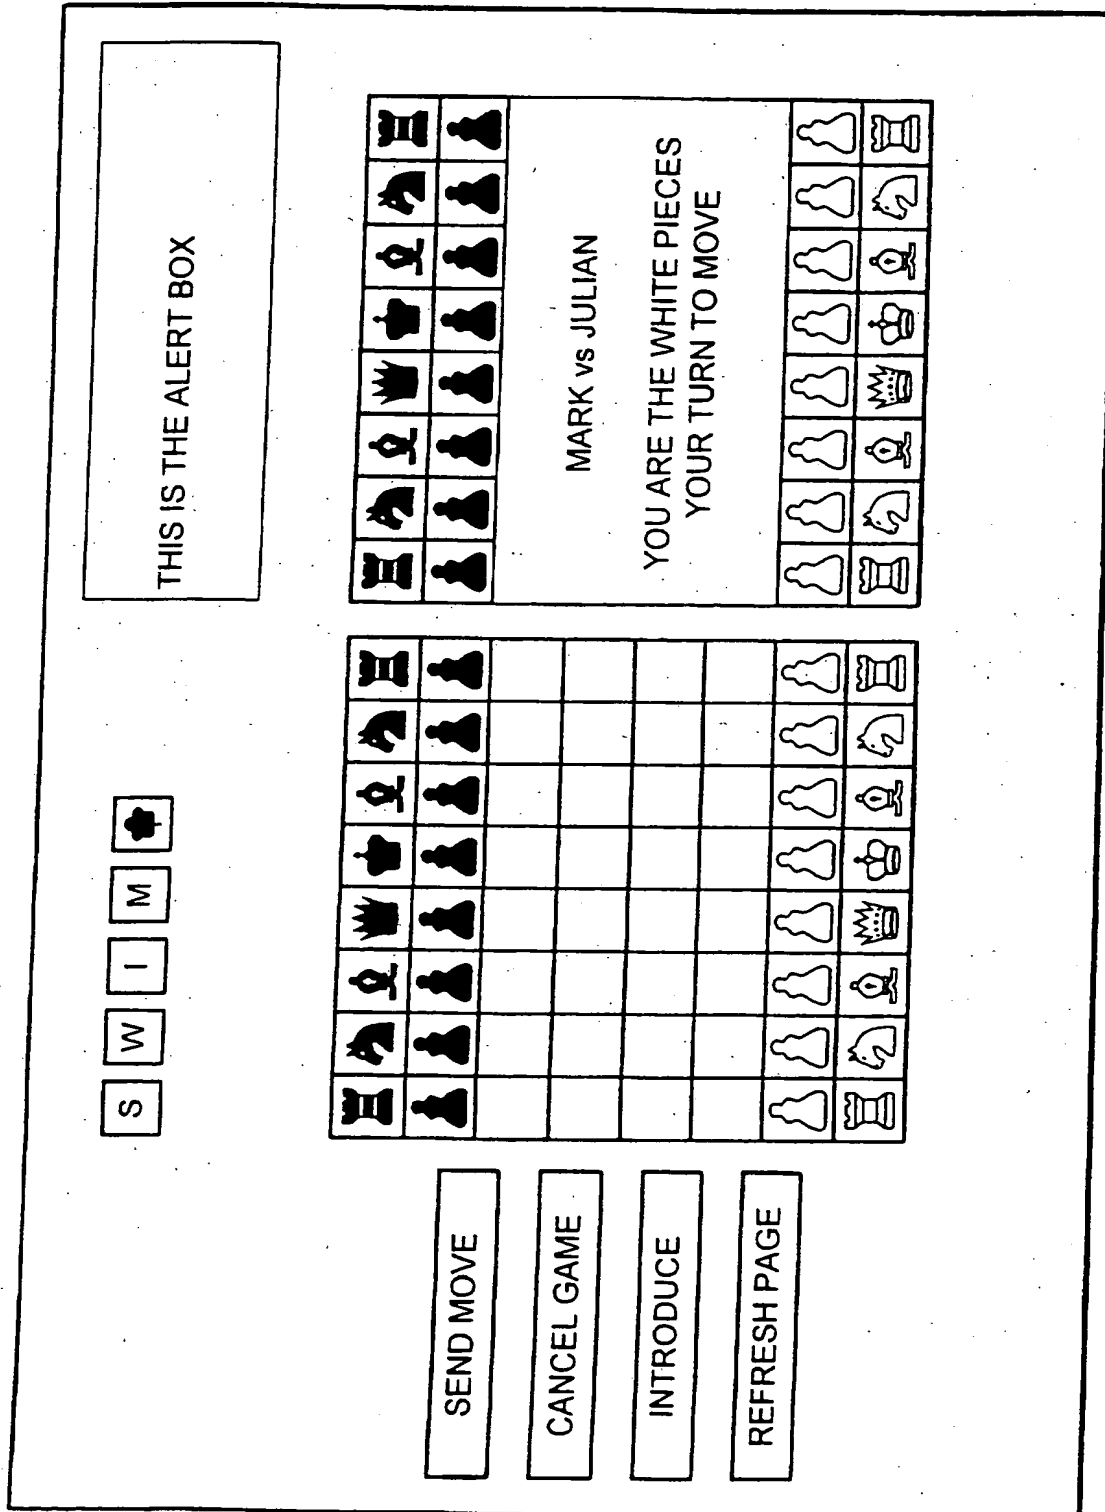 S W I M
THIS IS THE ALERT BOX
SEND MOVE
CANCEL GAME
INTRODUCE
REFRESH PAGE
MARK vs JULIAN
YOU ARE THE WHITE PIECES
YOUR TURN TO MOVE